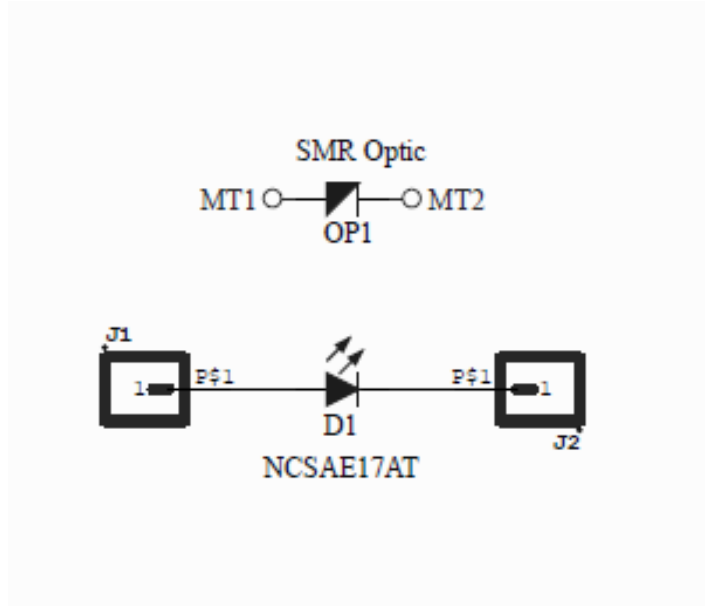 SMR Optic
MT1 MT2
OP1
J1
1 P$1 P$1 1
D1
J2
NCSAE17AT